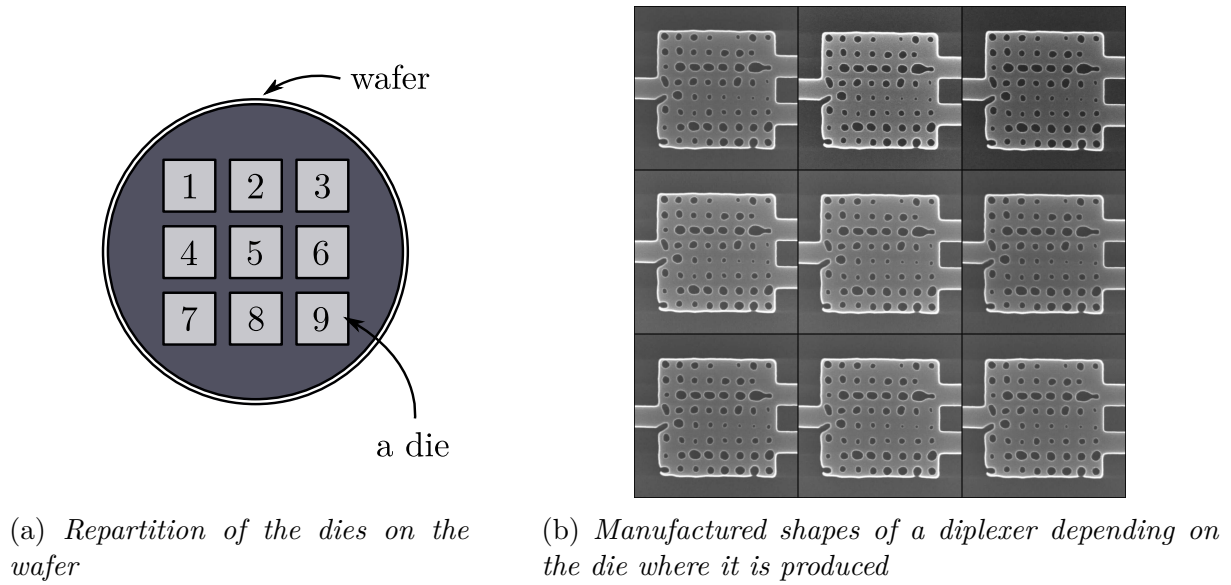 wafer
1 2 3
4 5 6
7 8 9
a die
(a) Repartition of the dies on the
wafer
(b) Manufactured shapes of a diplexer depending on
the die where it is produced